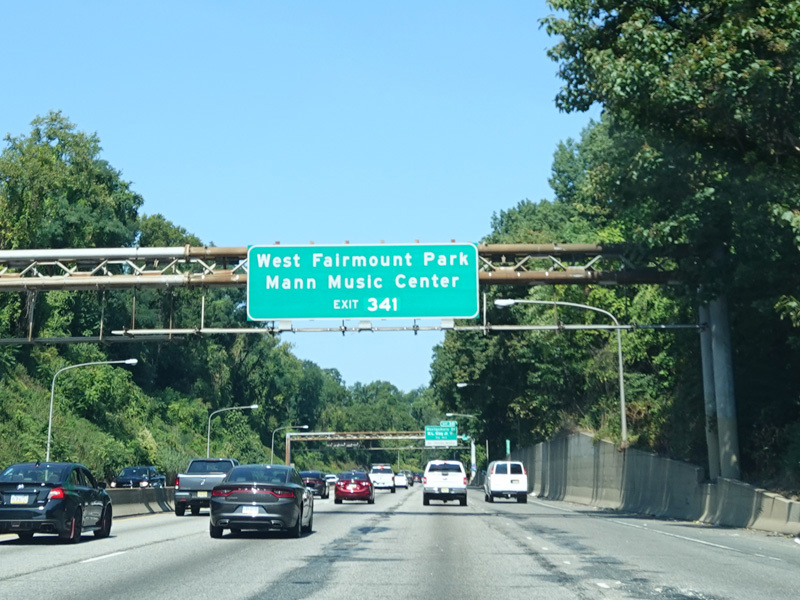 West Fairmount Park
Mann Music Center
EXIT 341